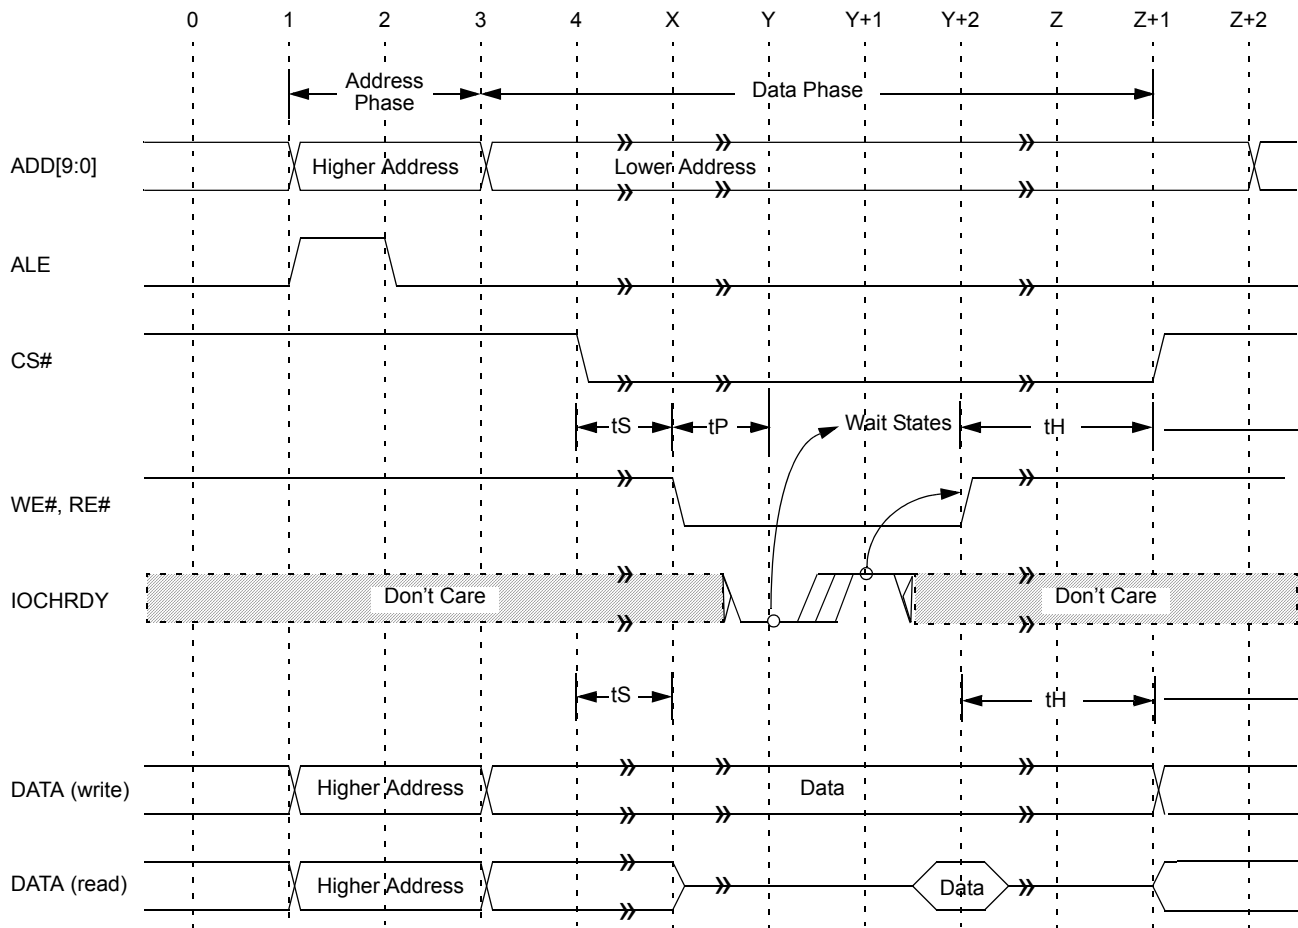 0 1 2 3 4 X Y Y+1 Y+2 Z Z+1 Z+2
Address
Phase
Data Phase
ADD[9:0]
Higher Address
Lower Address
ALE
CS#
tS
tP
Wait States
tH
WE#, RE#
IOCHRDY
Don't Care
Don't Care
tS
tH
DATA (write)
Higher Address
Data
DATA (read)
Higher Address
Data